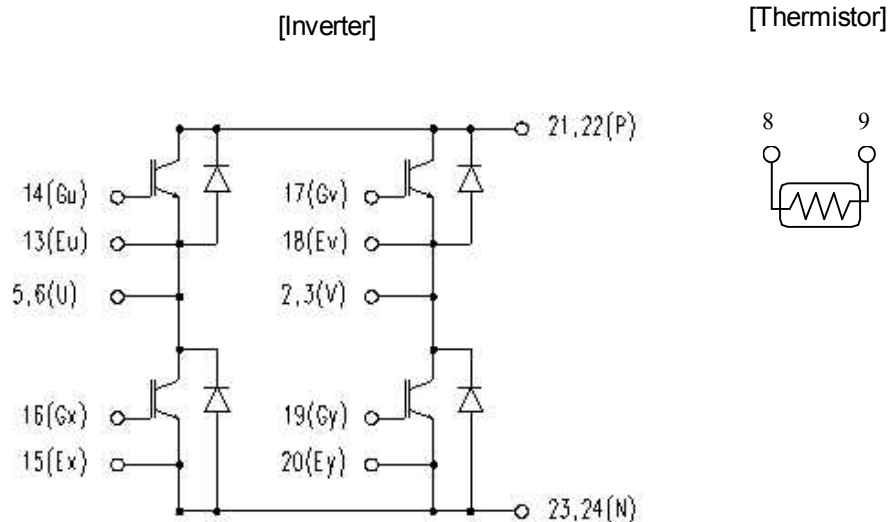 [Inverter]
[Thermistor]
21,22(P)
8 9
14(Gu)
17(Gv)
13(Eu)
18(Ev)
5,6(U)
2,3(V)
16(Gx)
19(Gy)
15(Ex)
20(Ey)
23,24(N)